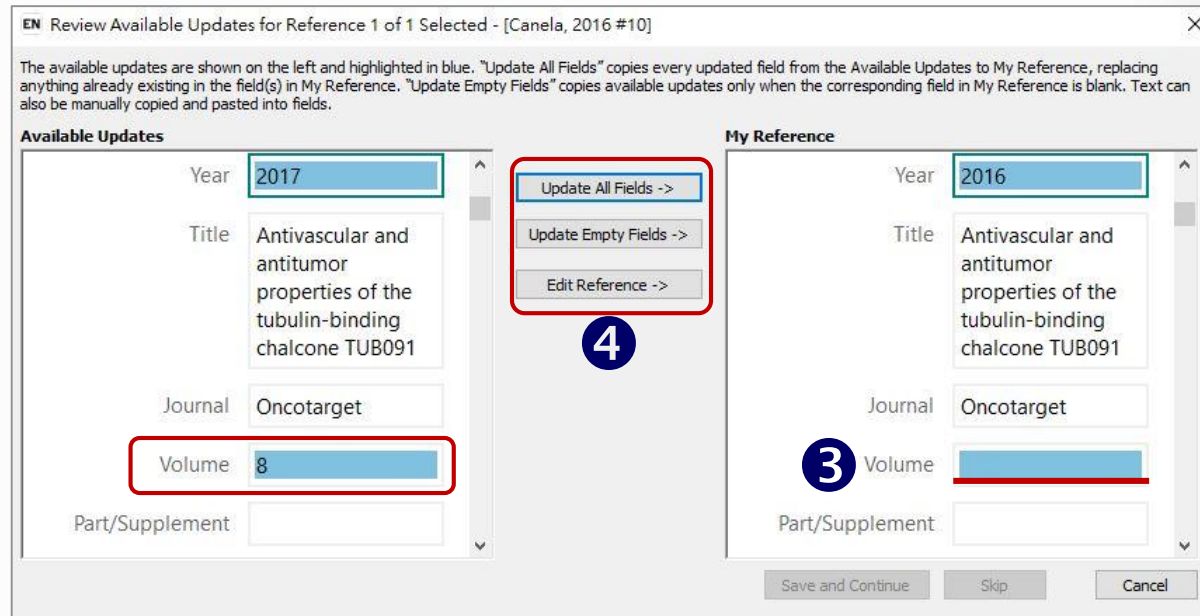 EN Review Available Updates for Reference 1 of 1 Selected - [Canela, 2016 #10]
The available updates are shown on the left and highlighted in blue. "Update All Fields" copies every updated field from the Available Updates to My Reference, replacing
anything already existing in the field(s) in My Reference. "Update Empty Fields" copies available updates only when the corresponding field in My Reference is blank. Text can
also be manually copied and pasted into fields.
Available Updates
Year 2017
Title Antivascular and
antitumor
properties of the
tubulin-binding
chalcone TUB091
Journal Oncotarget
Volume 8
Part/Supplement
Update All Fields ->
Update Empty Fields ->
Edit Reference ->
4
My Reference
Year 2016
Title Antivascular and
antitumor
properties of the
tubulin-binding
chalcone TUB091
Journal Oncotarget
3 Volume
Part/Supplement
Save and Continue Skip Cancel